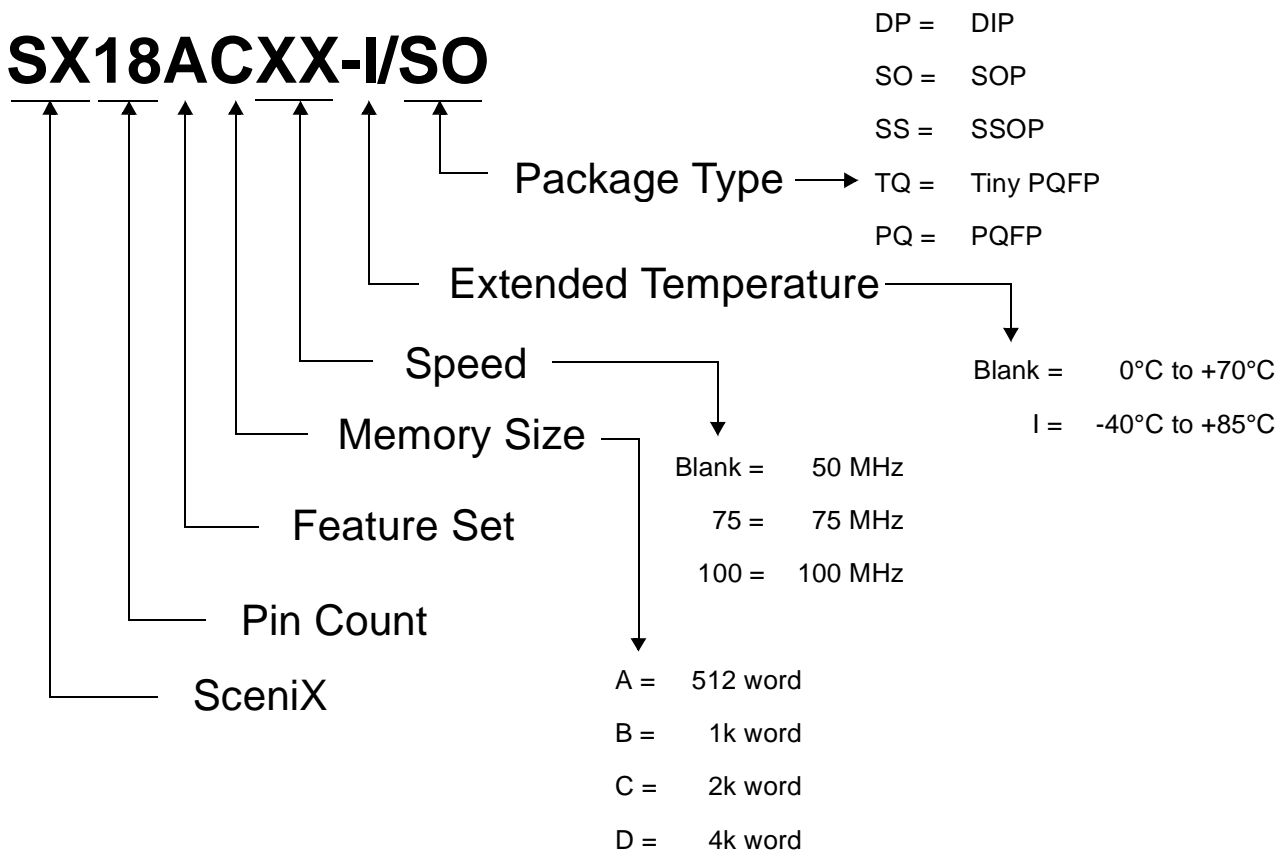 SX18ACXX-I/SO
DP = DIP
SO = SOP
SS = SSOP
Package Type
TQ = Tiny PQFP
PQ = PQFP
Extended Temperature
Blank = 0°C to +70°C
I = -40°C to +85°C
Speed
Blank = 50 MHz
75 = 75 MHz
100 = 100 MHz
Memory Size
A = 512 word
B = 1k word
C = 2k word
D = 4k word
Feature Set
Pin Count
SceniX